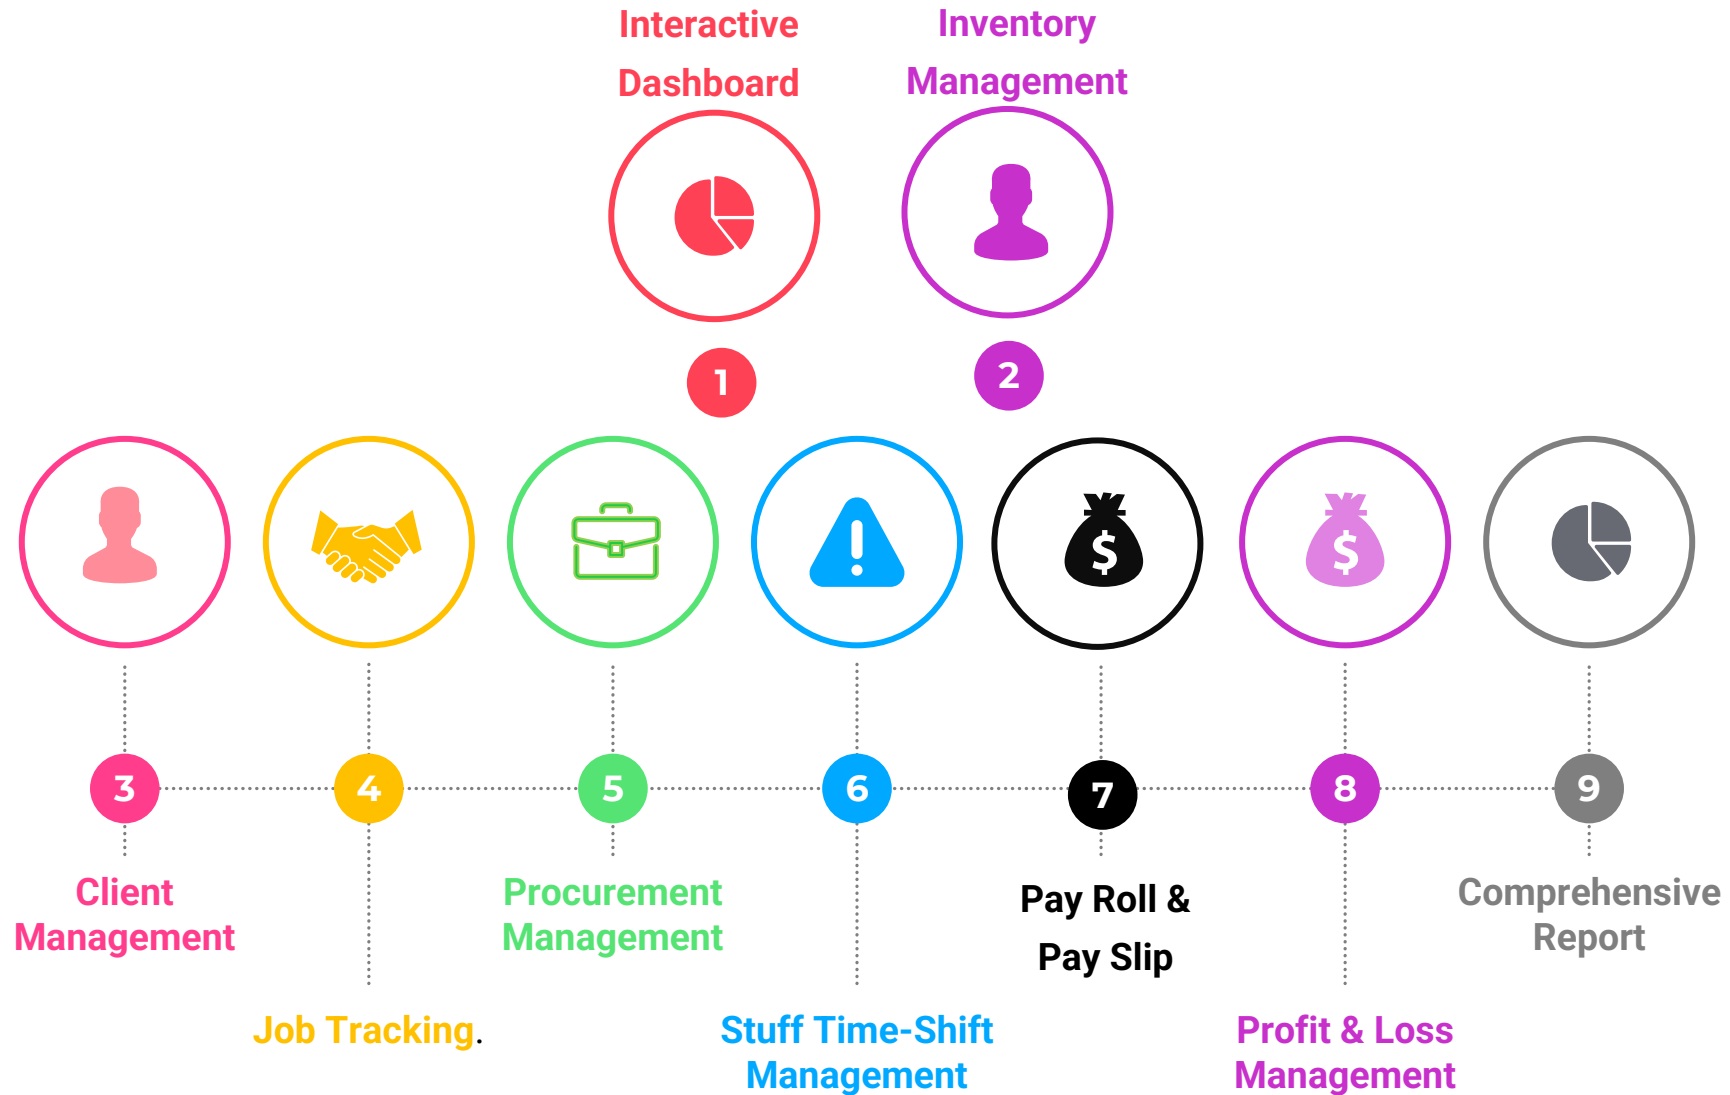 Interactive
Dashboard
Inventory
Management
1
2
$
$
3
4
5
6
7
8
9
Client
Management
Procurement
Management
Pay Roll &
Pay Slip
Comprehensive
Report
Job Tracking.
Stuff Time-Shift
Management
Profit & Loss
Management